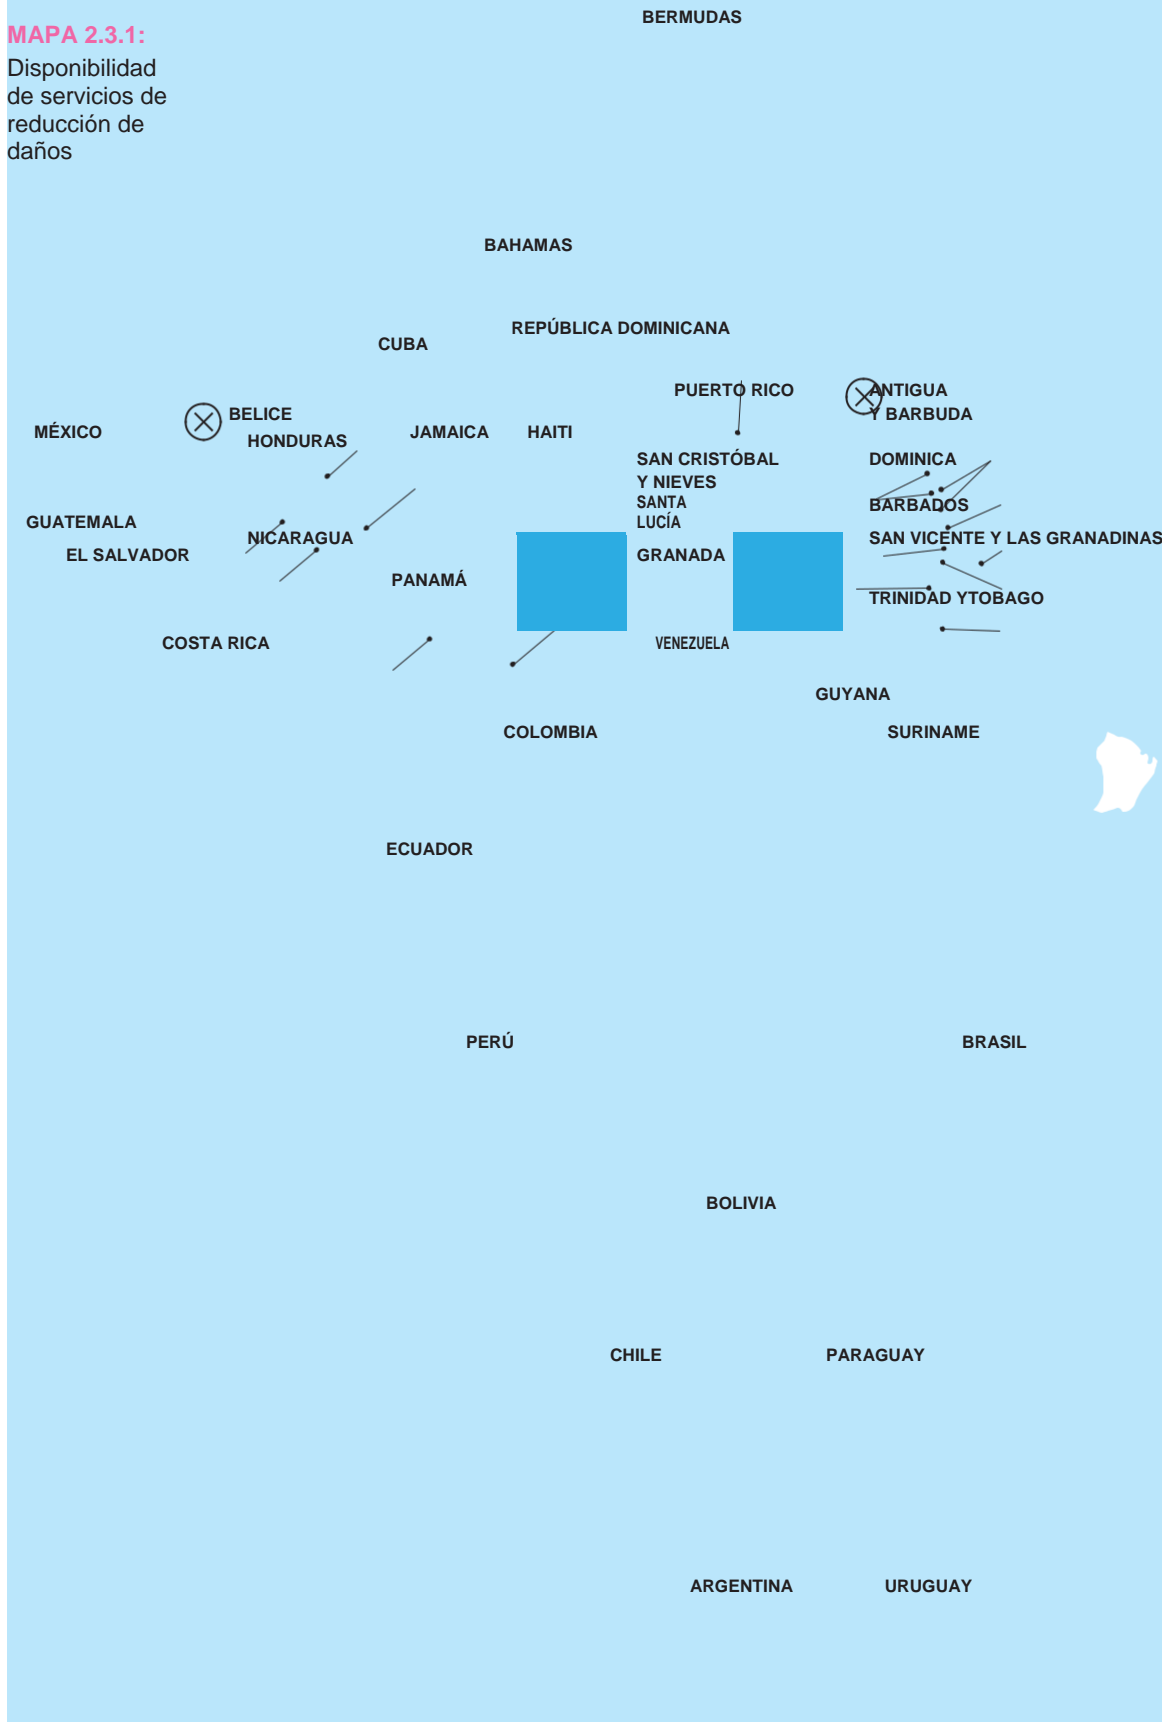 BERMUDAS
MAPA 2.3.1:
Disponibilidad
de servicios de
reducción de
daños
BAHAMAS
REPÚBLICA DOMINICANA
CUBA
PUERTO RICO
ANTIGUA
Y BARBUDA
BELICE
MÉXICO
HONDURAS
JAMAICA
HAITI
SAN CRISTÓBAL
Y NIEVES
DOMINICA
SANTA
LUCÍA
BARBADOS
GUATEMALA
NICARAGUA
SAN VICENTE Y LAS GRANADINAS
EL SALVADOR
GRANADA
PANAMÁ
TRINIDAD YTOBAGO
COSTA RICA
VENEZUELA
GUYANA
COLOMBIA
SURINAME
ECUADOR
PERÚ
BRASIL
BOLIVIA
CHILE
PARAGUAY
ARGENTINA
URUGUAY